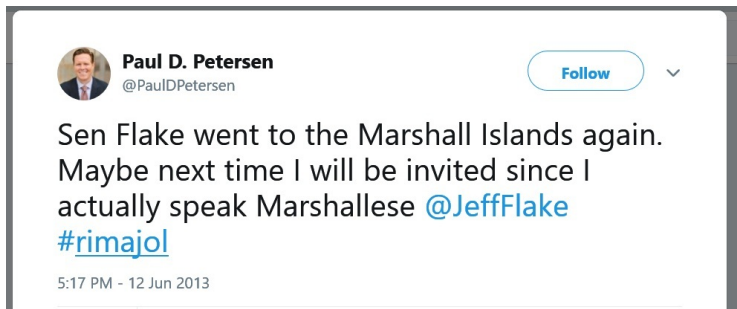 Paul D. Petersen
@PaulDPetersen
Follow
Sen Flake went to the Marshall Islands again.
Maybe next time I will be invited since I
actually speak Marshallese @JeffFlake
#rimajol
5:17 PM - 12 Jun 2013